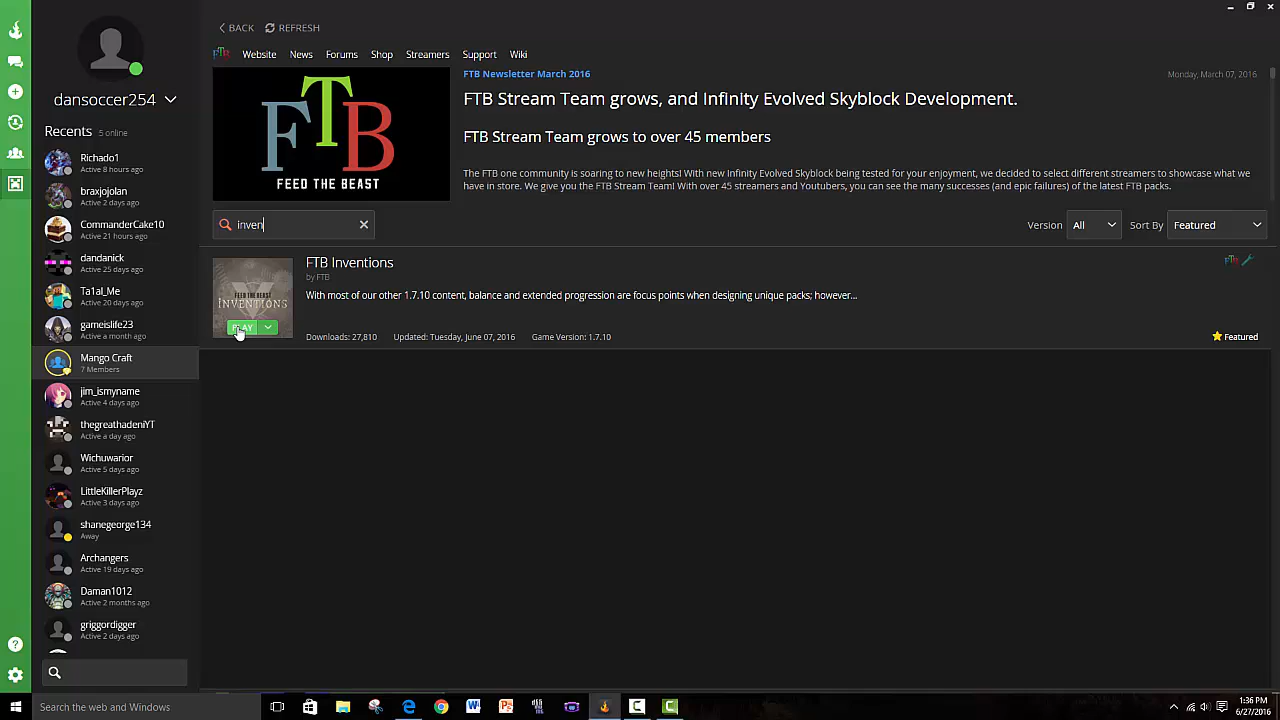 BACK
REFRESH
FTB
Website
News
Forums
Shop
Streamers
Support
Wiki
FTB
FEED THE BEAST
FTB Newsletter March 2016
Monday, March 07, 2016
FTB Stream Team grows, and Infinity Evolved Skyblock Development.
FTB Stream Team grows to over 45 members
The FTB one community is soaring to new heights! With new Infinity Evolved Skyblock being tested for your enjoyment, we decided to select different streamers to showcase what we
have in store. We give you the FTB Stream Team! With over 45 streamers and Youtubers, you can see the many successes (and epic failures) of the latest FTB packs.
inven
Version
All
Sort By
Featured
FEED THE BEAST
INVENTIONS
PLAY
FTB Inventions
by FTB
With most of our other 1.7.10 content, balance and extended progression are focus points when designing unique packs; however...
Downloads: 27,810
Updated: Tuesday, June 07, 2016
Game Version: 1.7.10
FTB
Featured
dansoccer254
Recents
5 online
Richado1
Active 8 hours ago
braxjojolan
Active 2 days ago
CommanderCake10
Active 21 hours ago
dandanick
Active 25 days ago
Ta1al_Me
Active 20 days ago
gameislife23
Active a month ago
Mango Craft
7 Members
jim_ismyname
Active 4 days ago
thegreathadeniYT
Active a day ago
Wichuwarior
Active 5 days ago
LittleKillerPlayz
Active 3 days ago
shanegeorge134
Away
Archangers
Active 19 days ago
Daman1012
Active 2 months ago
griggordigger
Active 2 days ago
Search the web and Windows
1:36 PM
6/27/2016